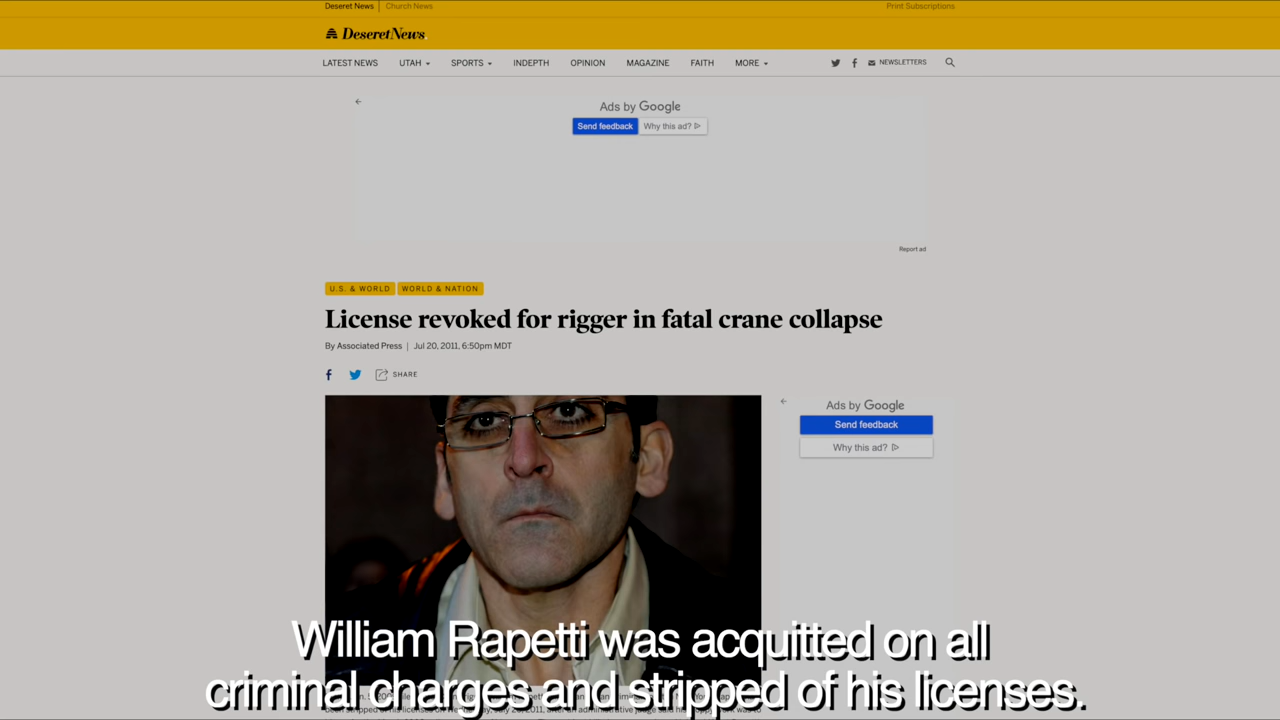 Deseret News | Church News
Print Subscriptions
Deseret News.
LATEST NEWS UTAH SPORTS INDEPTH OPINION MAGAZINE FAITH MORE
NEWSLETTERS
Ads by Google
Send feedback Why this ad?
Report ad
U.S. & WORLD WORLD & NATION
License revoked for rigger in fatal crane collapse
By Associated Press | Jul 20, 2011, 6:50pm MDT
SHARE
Ads by Google
Send feedback
Why this ad?
William Rapetti was acquitted on all
criminal charges and stripped of his licenses.